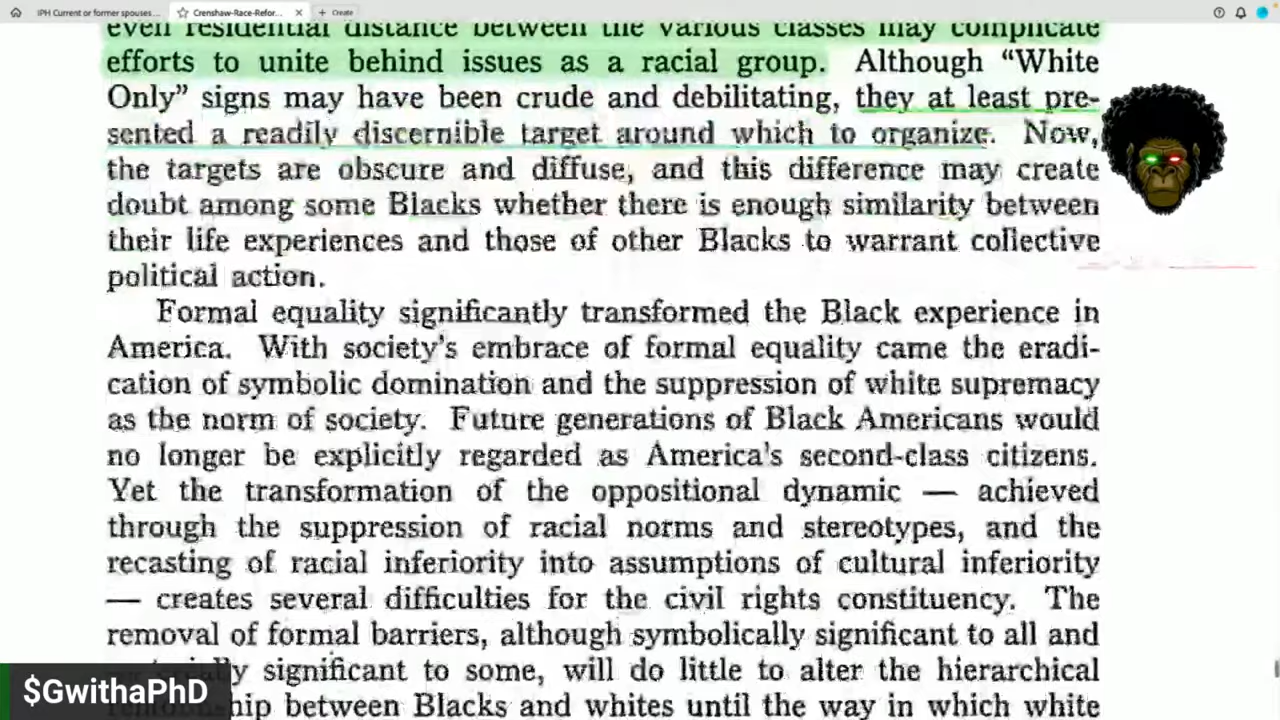 IPH Current or former spouses...
Crenshaw-Race-Refor...
Create
even residential distance between the various classes may complicate
efforts to unite behind issues as a racial group. Although “White
Only” signs may have been crude and debilitating, they at least pre-
sented a readily discernible target around which to organize. Now,
the targets are obscure and diffuse, and this difference may create
doubt among some Blacks whether there is enough similarity between
their life experiences and those of other Blacks to warrant collective
political action.
Formal equality significantly transformed the Black experience in
America. With society's embrace of formal equality came the eradi-
cation of symbolic domination and the suppression of white supremacy
as the norm of society. Future generations of Black Americans would
no longer be explicitly regarded as America's second-class citizens.
Yet the transformation of the oppositional dynamic — achieved
through the suppression of racial norms and stereotypes, and the
recasting of racial inferiority into assumptions of cultural inferiority
— creates several difficulties for the civil rights constituency. The
removal of formal barriers, although symbolically significant to all and
significant to some, will do little to alter the hierarchical
between Blacks and whites until the way in which white
$GwithaPhD